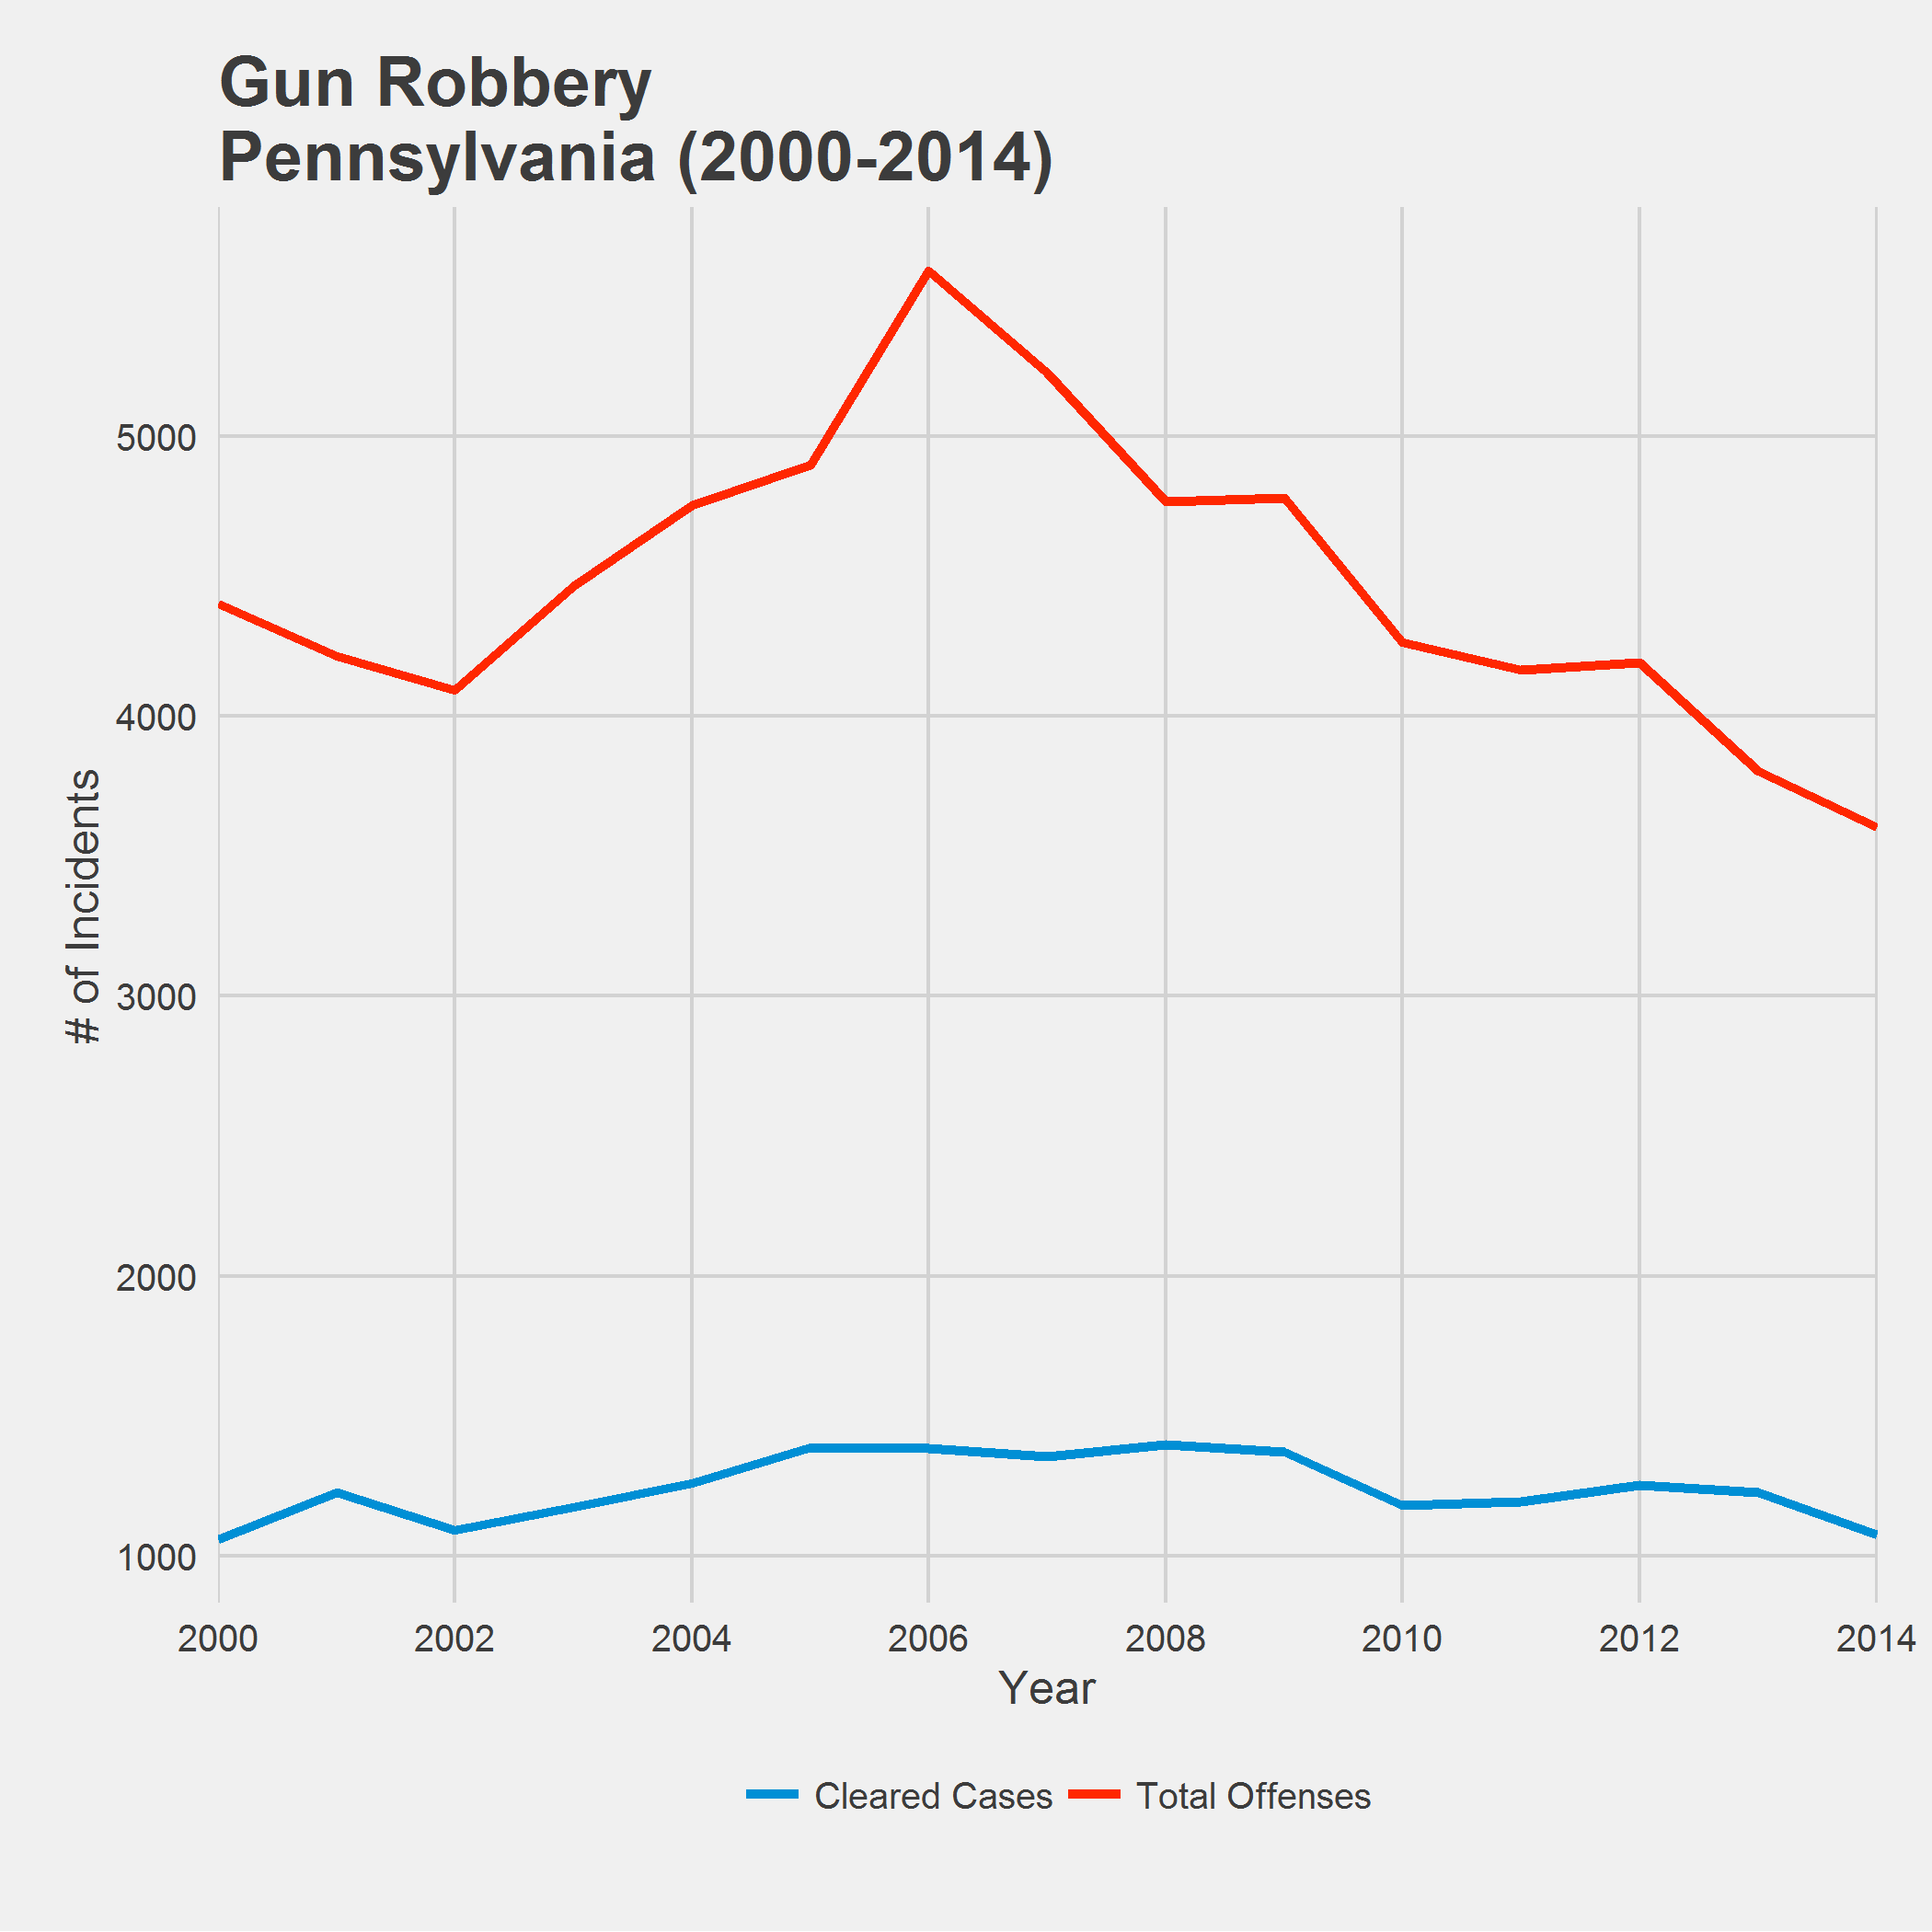 Gun Robbery
Pennsylvania (2000-2014)
5000
4000
3000
2000
1000
# of Incidents
2000 2002 2004 2006 2008 2010 2012 2014
Year
Cleared Cases Total Offenses